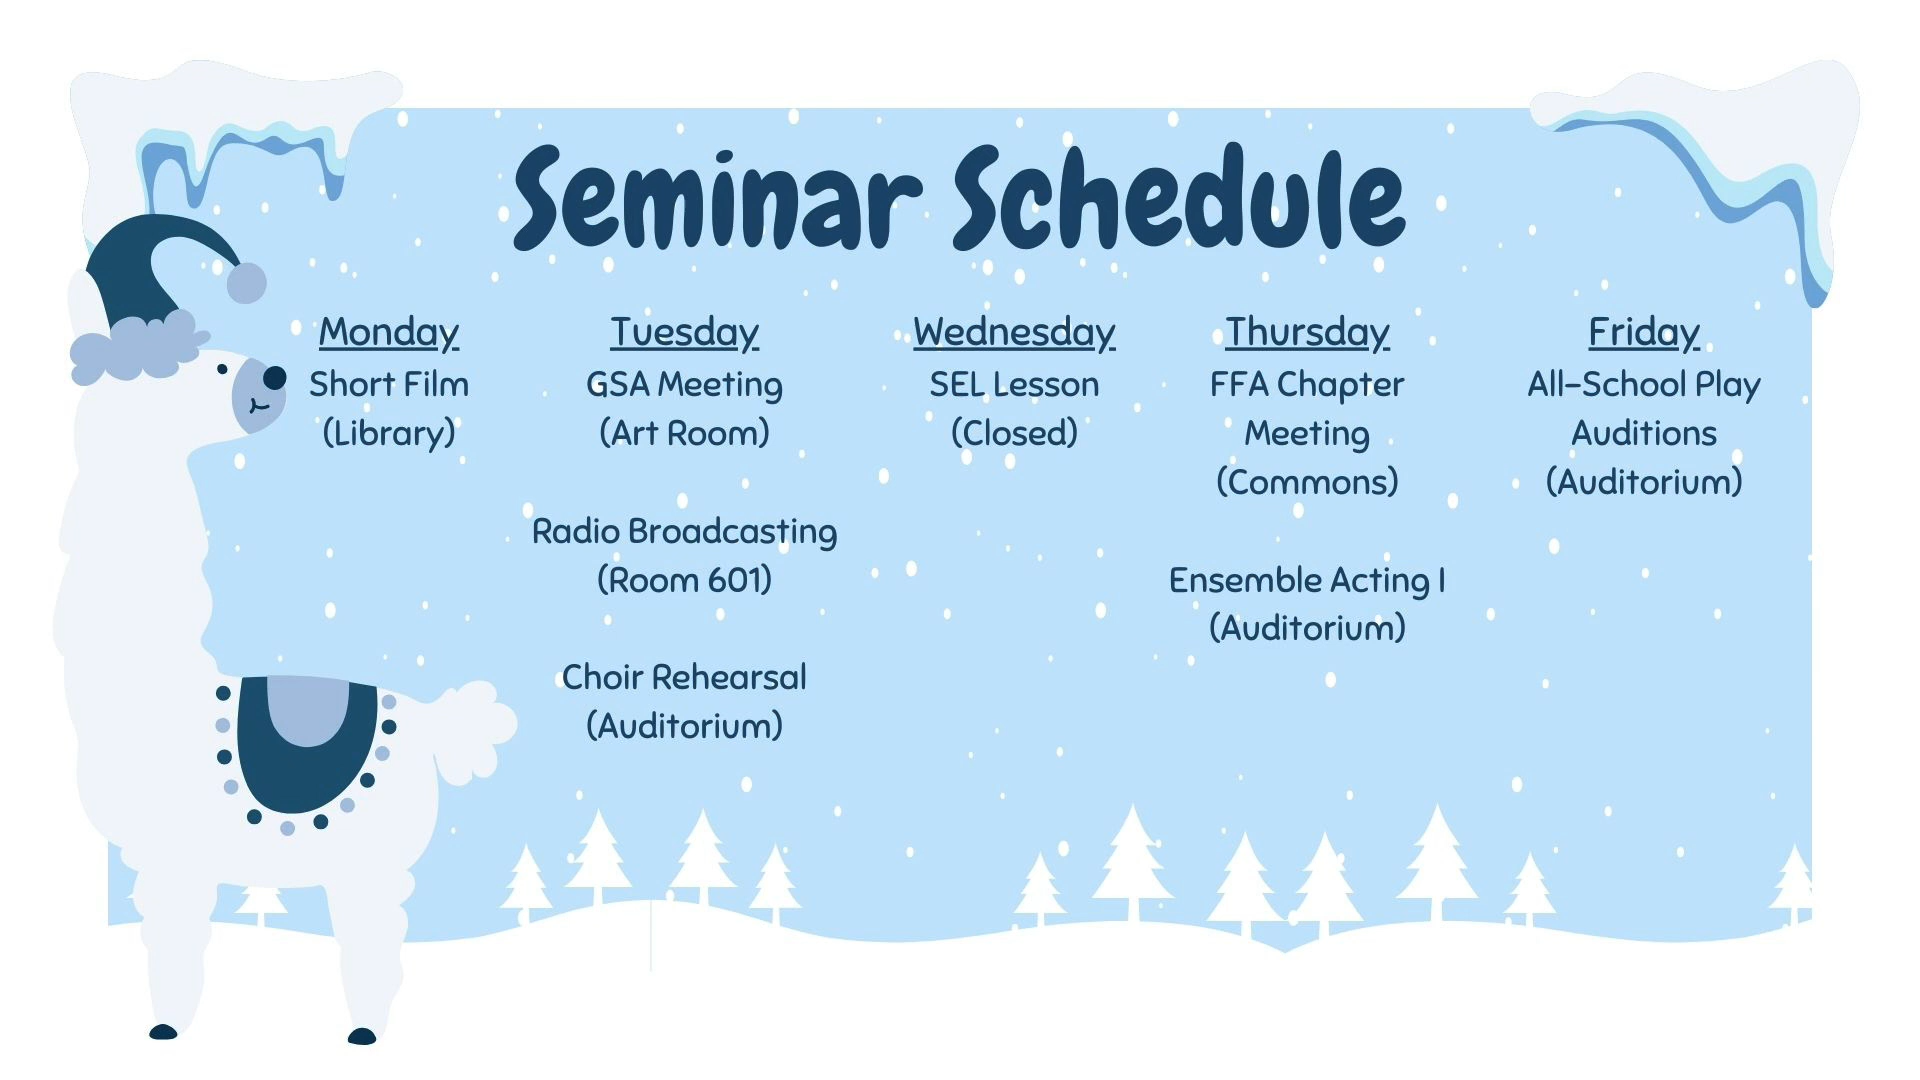 Seminar Schedule
Monday
Short Film
(Library)
Tuesday
GSA Meeting
(Art Room)
Radio Broadcasting
(Room 601)
Choir Rehearsal
(Auditorium)
Wednesday
SEL Lesson
(Closed)
Thursday
FFA Chapter
Meeting
(Commons)
Ensemble Acting I
(Auditorium)
Friday
All-School Play
Auditions
(Auditorium)